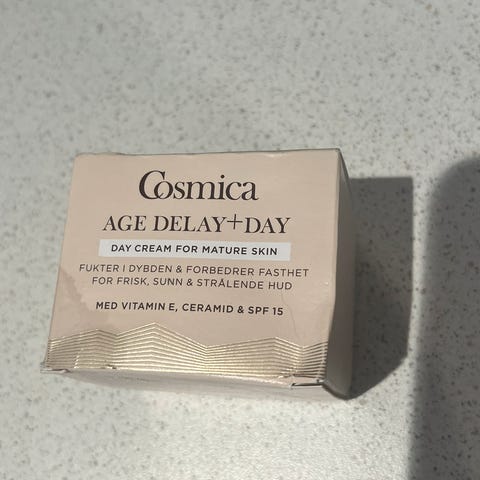 Cosmica
AGE DELAY+DAY
DAY CREAM FOR MATURE SKIN
FUKTER I DYBDEN & FORBEDRER FASTHET
FOR FRISK, SUNN & STRÅLENDE HUD
MED VITAMIN E, CERAMID & SPF 15